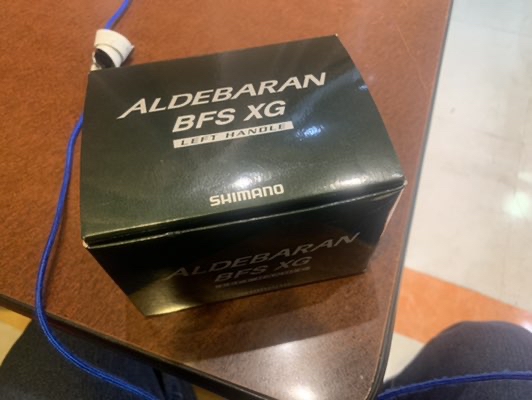 ALDEBARAN
BFS XG
LEFT HANDLE
SHIMANO
ALDEBARAN
BFS XG